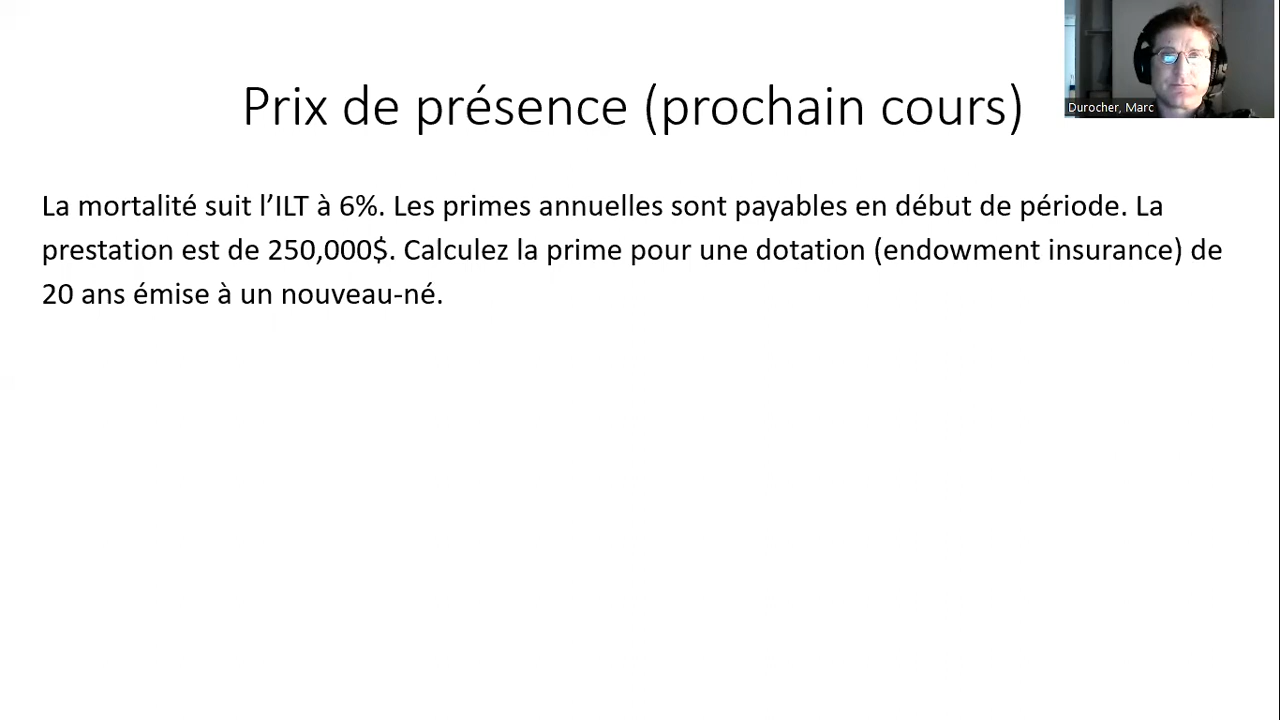 Prix de présence (prochain cours)
Durocher, Marc
La mortalité suit l’ILT à 6%. Les primes annuelles sont payables en début de période. La
prestation est de 250,000$. Calculez la prime pour une dotation (endowment insurance) de
20 ans émise à un nouveau-né.